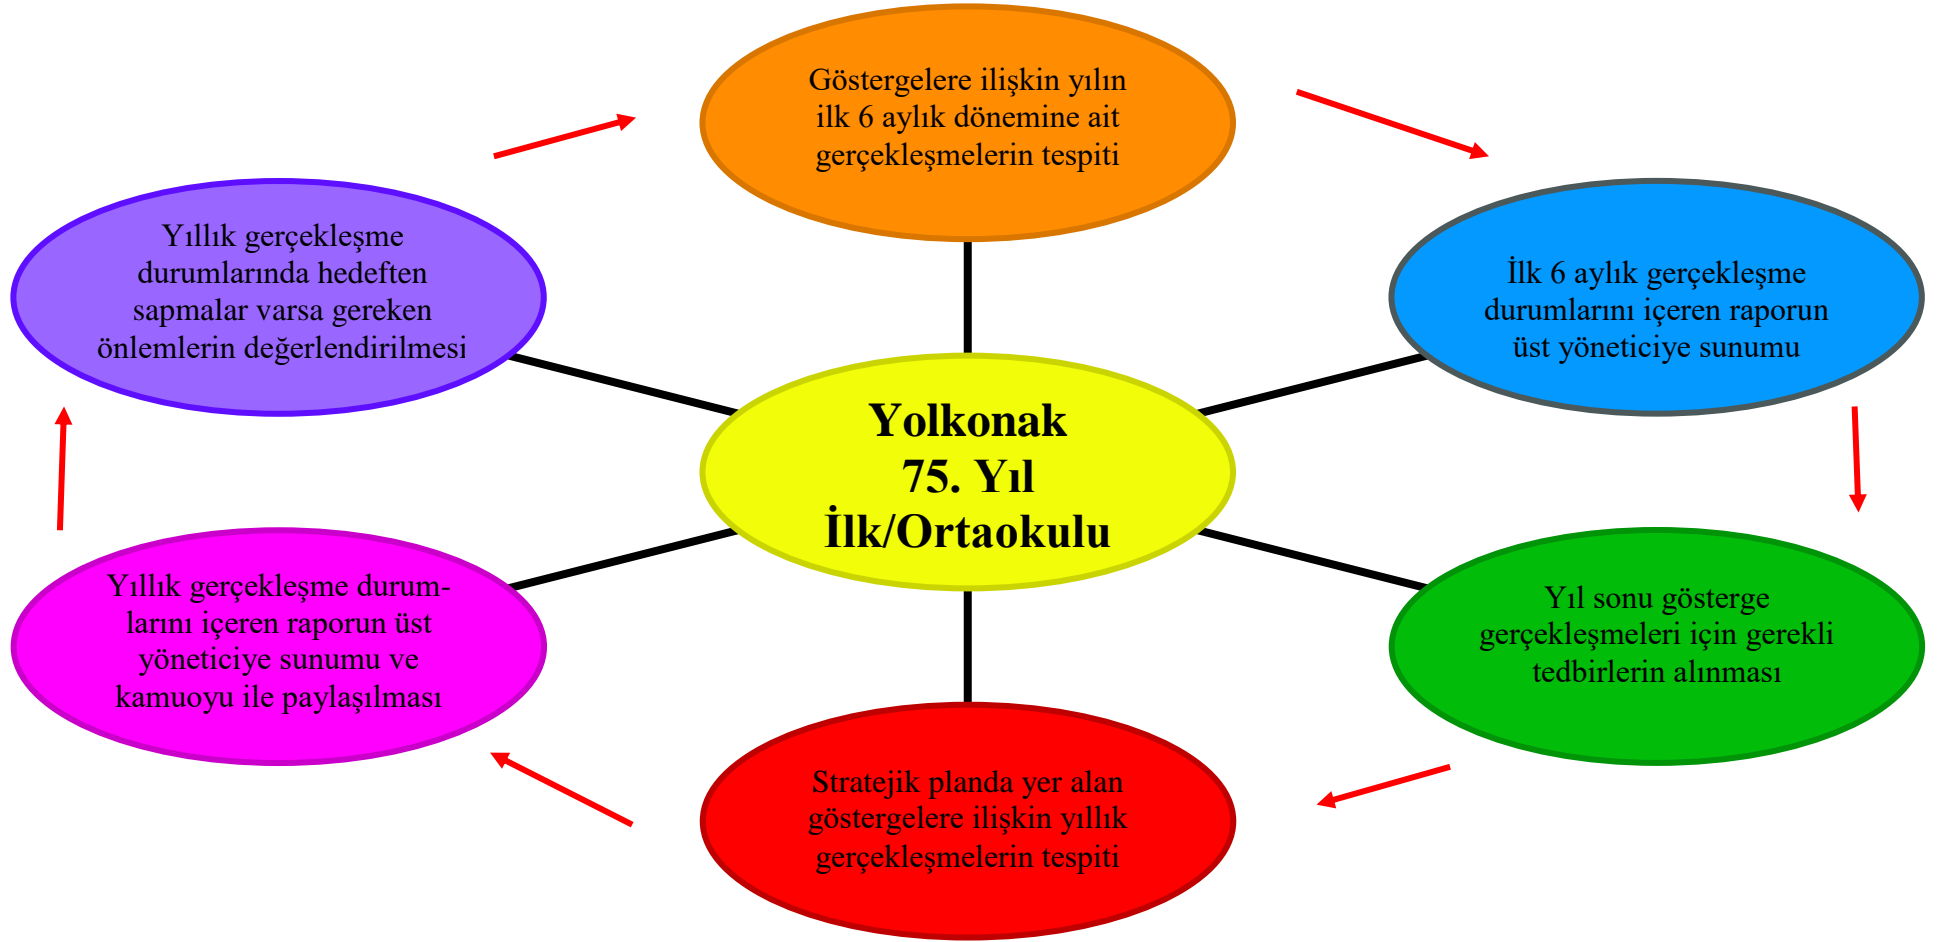 Göstergelere ilişkin yılın
ilk 6 aylık dönemine ait
gerçekleşmelerin tespiti
İlk 6 aylık gerçekleşme
durumlarını içeren raporun
üst yöneticiye sunumu
Yıl sonu gösterge
gerçekleşmeleri için gerekli
tedbirlerin alınması
Stratejik planda yer alan
göstergelere ilişkin yıllık
gerçekleşmelerin tespiti
Yıllık gerçekleşme durum-
larını içeren raporun üst
yöneticiye sunumu ve
kamuoyu ile paylaşılması
Yıllık gerçekleşme
durumlarında hedeften
sapmalar varsa gereken
önlemlerin değerlendirilmesi
Yolkonak
75. Yıl
İlk/Ortaokulu